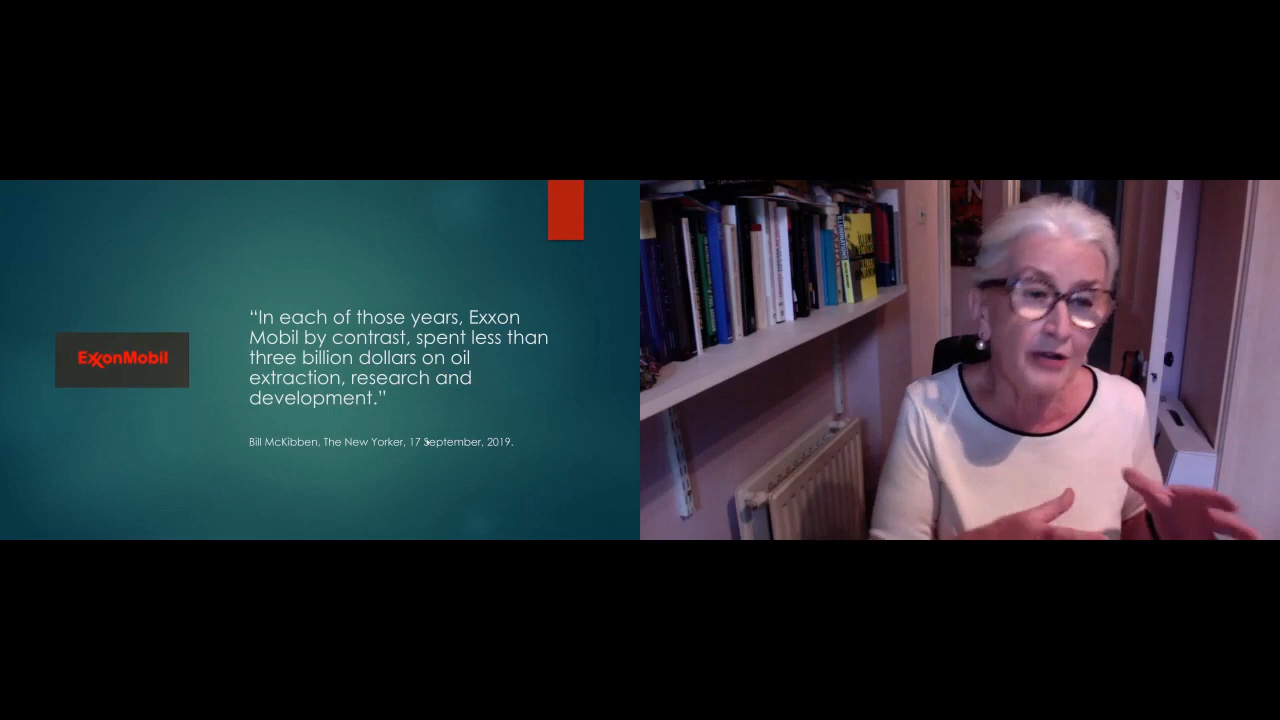 “In each of those years, Exxon
Mobil by contrast, spent less than
three billion dollars on oil
extraction, research and
development.”
ExxonMobil
Bill McKibben, The New Yorker, 17 September, 2019.